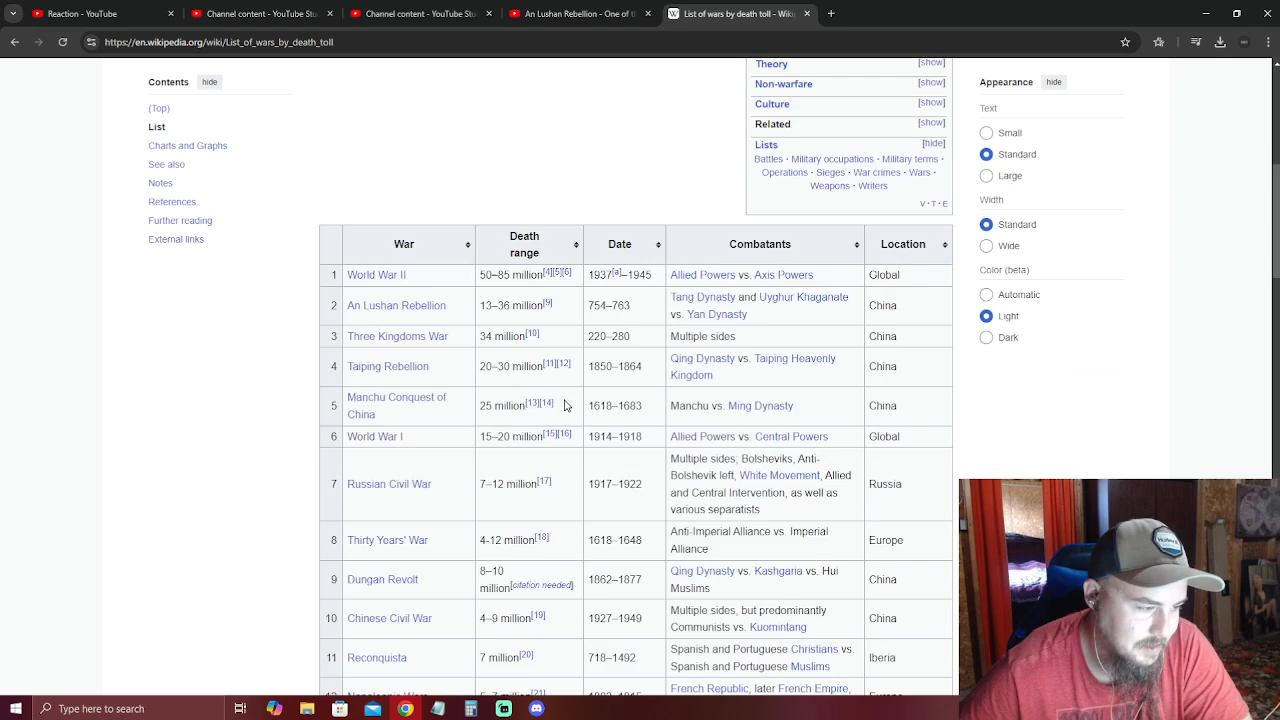 Reaction - YouTube
Channel content - YouTube Stu
Channel content - YouTube Stu
An Lushan Rebellion - One of t
List of wars by death toll - Wiki
https://en.wikipedia.org/wiki/List_of_wars_by_death_toll
Contents hide
(Top)
List
Charts and Graphs
See also
Notes
References
Further reading
External links
Theory [show]
Non-warfare [show]
Culture [show]
Related [show]
Lists [hide]
Battles · Military occupations · Military terms ·
Operations · Sieges · War crimes · Wars ·
Weapons · Writers
V · T · E
Appearance hide
Text
Small
Standard
Large
Width
Standard
Wide
Color (beta)
Automatic
Light
Dark
War Death range Date Combatants Location
1 World War II 50–85 million[4][5][6] 1937[a]–1945 Allied Powers vs. Axis Powers Global
2 An Lushan Rebellion 13–36 million[9] 754–763 Tang Dynasty and Uyghur Khaganate
vs. Yan Dynasty China
3 Three Kingdoms War 34 million[10] 220–280 Multiple sides China
4 Taiping Rebellion 20–30 million[11][12] 1850–1864 Qing Dynasty vs. Taiping Heavenly
Kingdom China
5 Manchu Conquest of
China 25 million[13][14] 1618–1683 Manchu vs. Ming Dynasty China
6 World War I 15–20 million[15][16] 1914–1918 Allied Powers vs. Central Powers Global
7 Russian Civil War 7–12 million[17] 1917–1922 Multiple sides; Bolsheviks, Anti-
Bolshevik left, White Movement, Allied
and Central Intervention, as well as
various separatists Russia
8 Thirty Years' War 4-12 million[18] 1618–1648 Anti-Imperial Alliance vs. Imperial
Alliance Europe
9 Dungan Revolt 8–10
million[citation needed] 1862–1877 Qing Dynasty vs. Kashgaria vs. Hui
Muslims China
10 Chinese Civil War 4–9 million[19] 1927–1949 Multiple sides, but predominantly
Communists vs. Kuomintang China
11 Reconquista 7 million[20] 718–1492 Spanish and Portuguese Christians vs.
Spanish and Portuguese Muslims Iberia
French Republic, later French Empire,
Type here to search